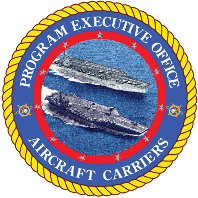 PROGRAM EXECUTIVE OFFICE
AIRCRAFT CARRIERS